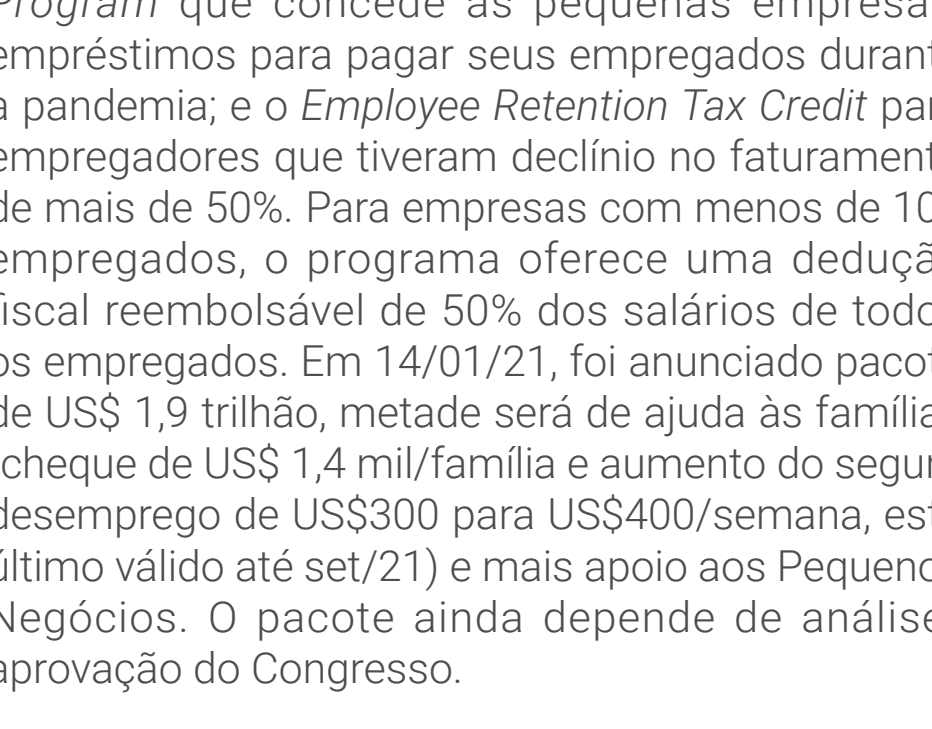 Program que concede às pequenas empresa
empréstimos para pagar seus empregados durant
a pandemia; e o Employee Retention Tax Credit par
empregadores que tiveram declínio no faturament
de mais de 50%. Para empresas com menos de 10
empregados, o programa oferece uma deduçã
fiscal reembolsável de 50% dos salários de todo
os empregados. Em 14/01/21, foi anunciado pacot
de US$ 1,9 trilhão, metade será de ajuda às família
cheque de US$ 1,4 mil/família e aumento do segur
desemprego de US$300 para US$400/semana, est
último válido até set/21) e mais apoio aos Pequeno
Negócios. O pacote ainda depende de análise
aprovação do Congresso.